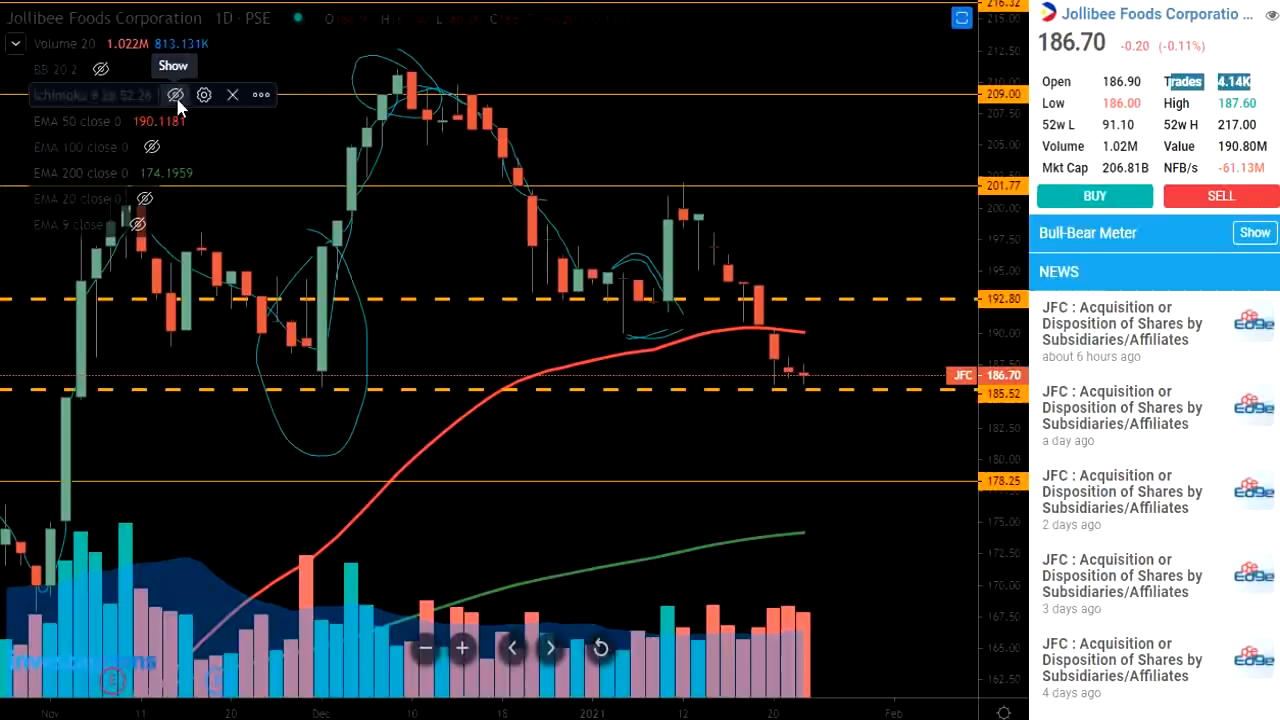 Jollibee Foods Corporation 1D PSE
Volume 20 1.022M 813.131K
BB 20 2
Show
EMA 50 close 0 190.1181
EMA 100 close 0
EMA 200 close 0 174.1959
EMA 20 close 0
EMA 9 close
216.32
215.00
212.50
209.00
205.00
201.77
200.00
197.50
195.00
192.80
190.00
JFC 186.70
185.52
182.50
180.00
178.25
175.00
172.50
170.00
167.50
165.00
162.50
Nov 11 20 Dec 10 18 2021 12 20 Feb
Jollibee Foods Corporatio ...
186.70 -0.20 (-0.11%)
Open 186.90 Trades 4.14K
Low 186.00 High 187.60
52w L 91.10 52w H 217.00
Volume 1.02M Value 190.80M
Mkt Cap 206.81B NFB/s -61.13M
BUY SELL
Bull-Bear Meter Show
NEWS
JFC : Acquisition or
Disposition of Shares by
Subsidiaries/Affiliates
about 6 hours ago
JFC : Acquisition or
Disposition of Shares by
Subsidiaries/Affiliates
a day ago
JFC : Acquisition or
Disposition of Shares by
Subsidiaries/Affiliates
2 days ago
JFC : Acquisition or
Disposition of Shares by
Subsidiaries/Affiliates
3 days ago
JFC : Acquisition or
Disposition of Shares by
Subsidiaries/Affiliates
4 days ago